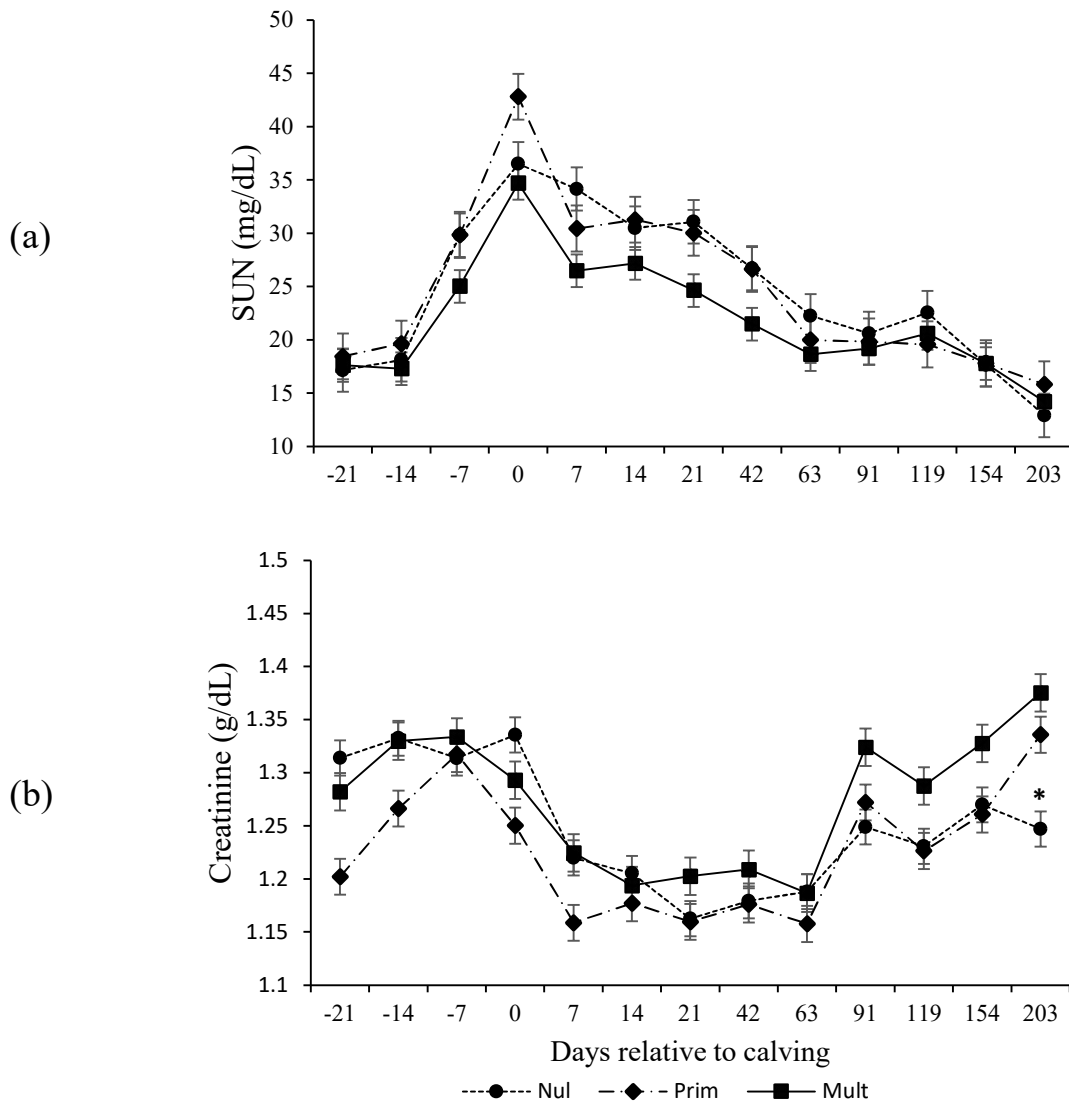 (a)
SUN (mg/dL)
50
45
40
35
30
25
20
15
10
-21 -14 -7 0 7 14 21 42 63 91 119 154 203
(b)
Creatinine (g/dL)
1.5
1.45
1.4
1.35
1.3
1.25
1.2
1.15
1.1
*
-21 -14 -7 0 7 14 21 42 63 91 119 154 203
Days relative to calving
Nul Prim Mult